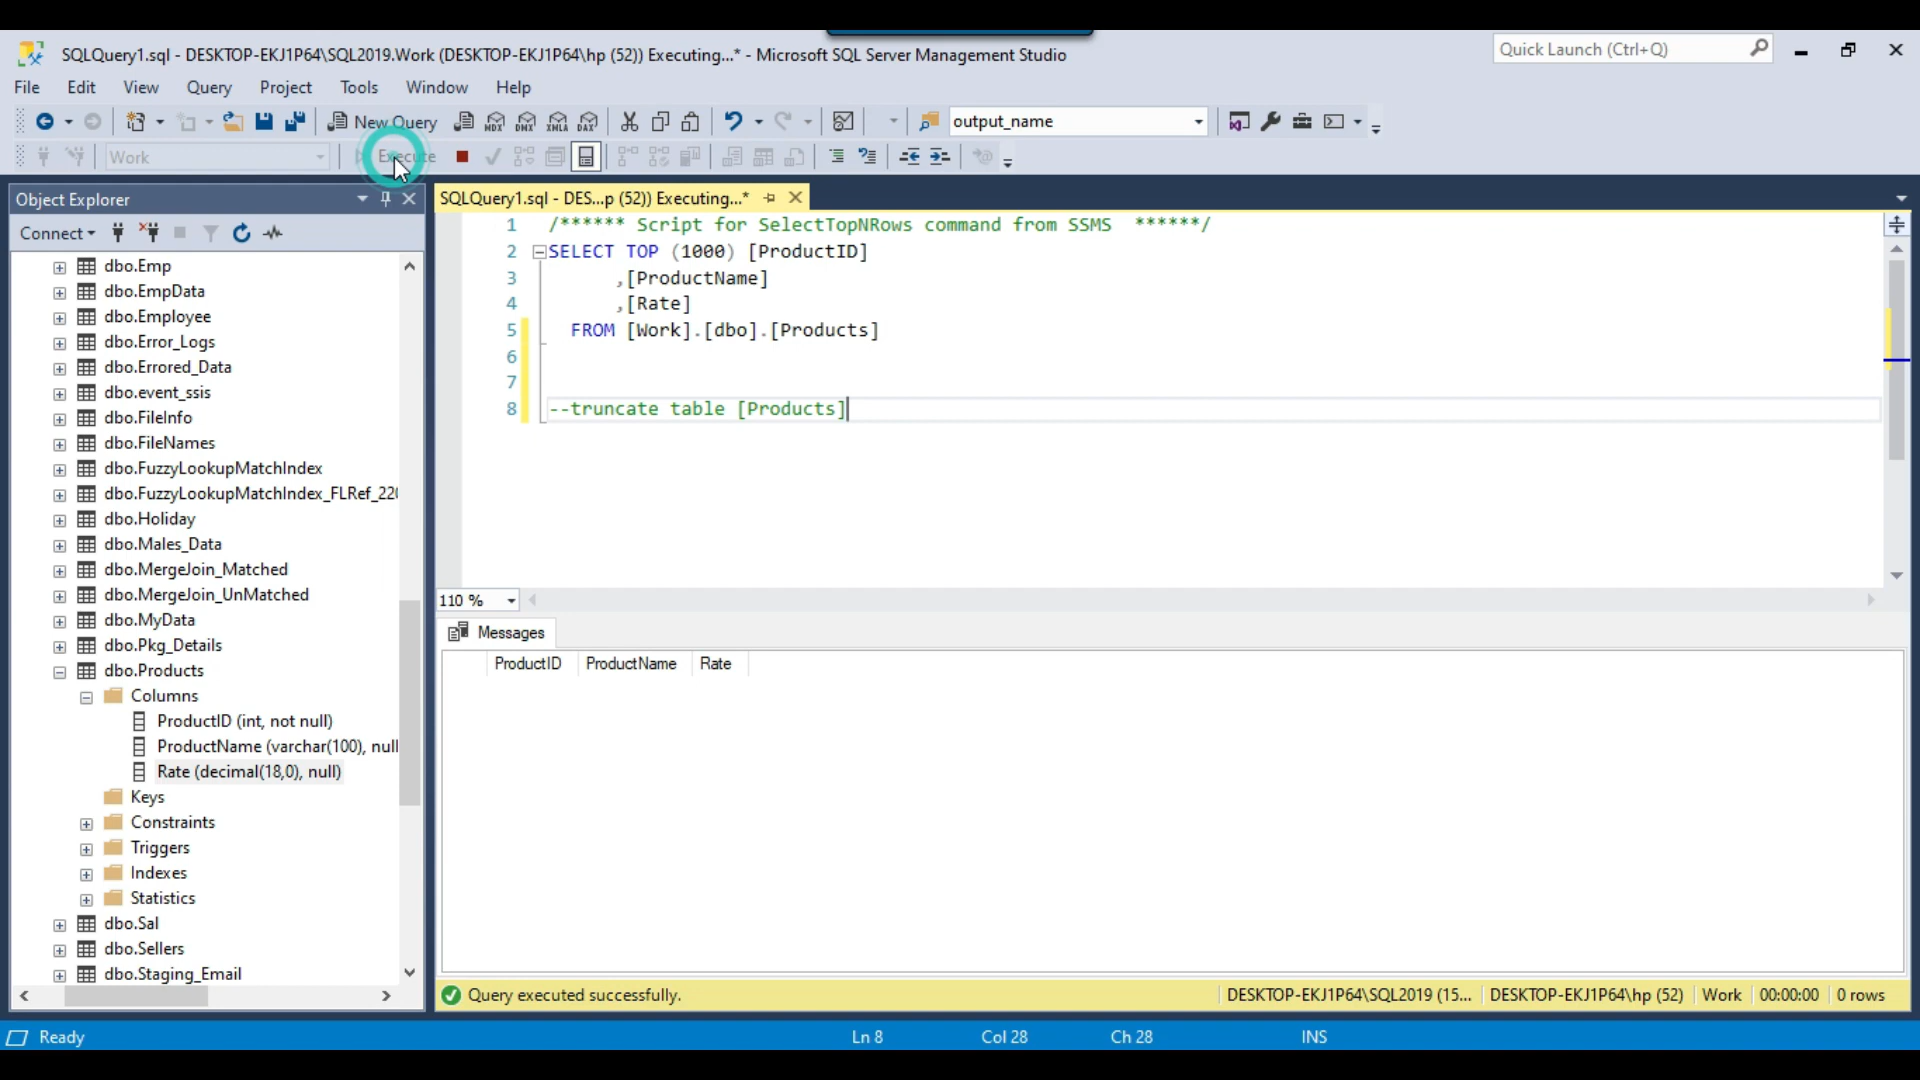 SQLQuery1.sql - DESKTOP-EKJ1P64\SQL2019.Work (DESKTOP-EKJ1P64\hp (52)) Executing...* - Microsoft SQL Server Management Studio
Quick Launch (Ctrl+Q)
File Edit View Query Project Tools Window Help
New Query MDX DMX XMLA DAX output_name
Work Execute
Object Explorer
SQLQuery1.sql - DES...p (52)) Executing...*
Connect
dbo.Emp
dbo.EmpData
dbo.Employee
dbo.Error_Logs
dbo.Errored_Data
dbo.event_ssis
dbo.FileInfo
dbo.FileNames
dbo.FuzzyLookupMatchIndex
dbo.FuzzyLookupMatchIndex_FLRef_220
dbo.Holiday
dbo.Males_Data
dbo.MergeJoin_Matched
dbo.MergeJoin_UnMatched
dbo.MyData
dbo.Pkg_Details
dbo.Products
Columns
ProductID (int, not null)
ProductName (varchar(100), null
Rate (decimal(18,0), null)
Keys
Constraints
Triggers
Indexes
Statistics
dbo.Sal
dbo.Sellers
dbo.Staging_Email
1 /****** Script for SelectTopNRows command from SSMS ******/
2 SELECT TOP (1000) [ProductID]
3 ,[ProductName]
4 ,[Rate]
5 FROM [Work].[dbo].[Products]
6
7
8 --truncate table [Products]
110 %
Messages
ProductID ProductName Rate
Query executed successfully. DESKTOP-EKJ1P64\SQL2019 (15... DESKTOP-EKJ1P64\hp (52) Work 00:00:00 0 rows
Ready Ln 8 Col 28 Ch 28 INS